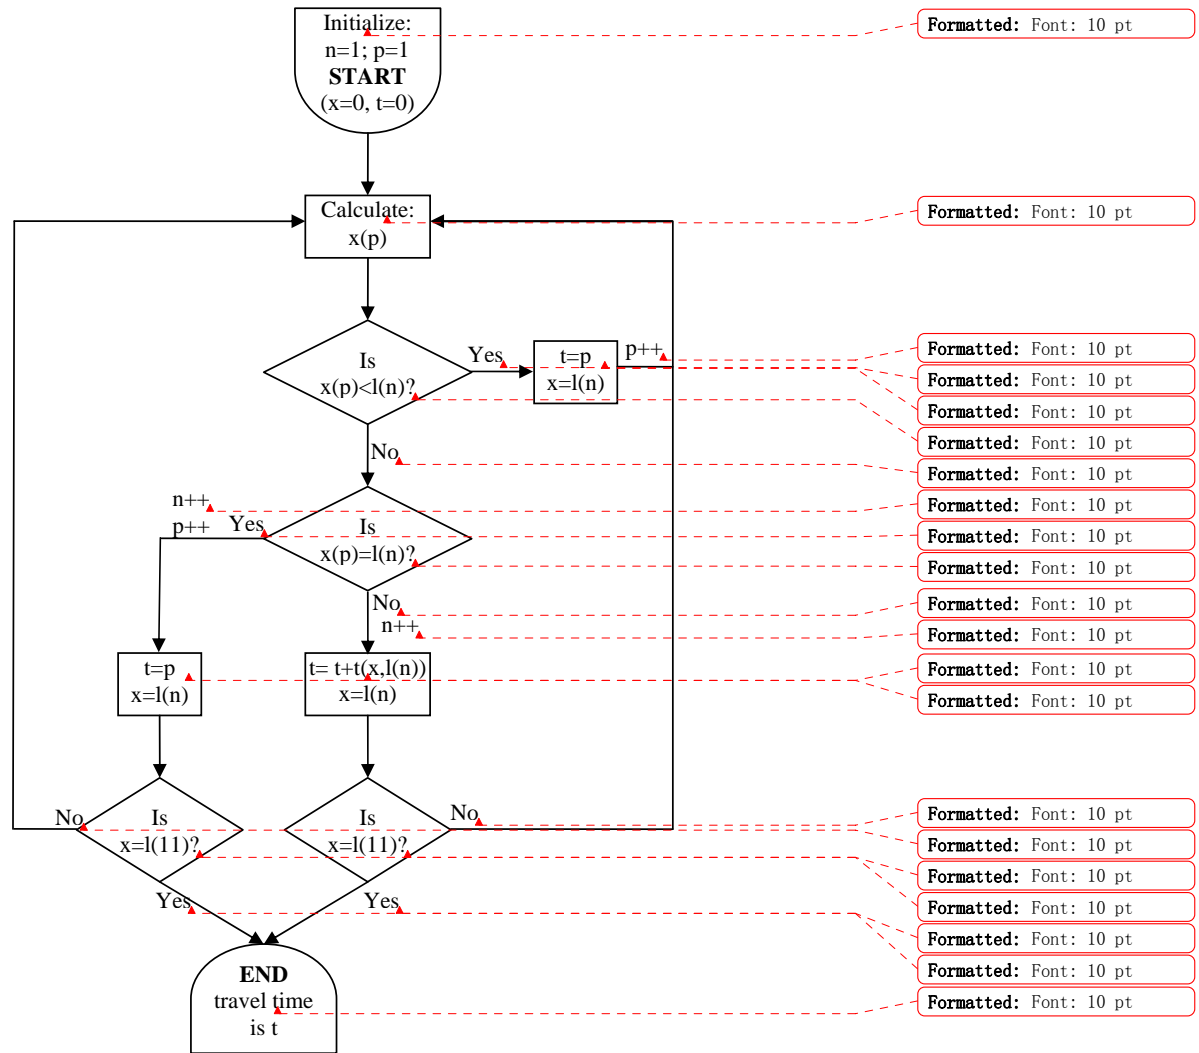 Initialize:
n=1; p=1
START
(x=0, t=0)
Formatted: Font: 10 pt
Calculate:
x(p)
Formatted: Font: 10 pt
Is
x(p)<l(n)?
Yes
t=p
x=l(n)
p++
Formatted: Font: 10 pt
Formatted: Font: 10 pt
Formatted: Font: 10 pt
Formatted: Font: 10 pt
No
Formatted: Font: 10 pt
n++
p++
Yes
Is
x(p)=l(n)?
Formatted: Font: 10 pt
Formatted: Font: 10 pt
Formatted: Font: 10 pt
No
n++
Formatted: Font: 10 pt
Formatted: Font: 10 pt
t=p
x=l(n)
t= t+t(x,l(n))
x=l(n)
Formatted: Font: 10 pt
Formatted: Font: 10 pt
No
Is
x=l(11)?
Is
x=l(11)?
No
Formatted: Font: 10 pt
Formatted: Font: 10 pt
Formatted: Font: 10 pt
Formatted: Font: 10 pt
Yes
Yes
Formatted: Font: 10 pt
Formatted: Font: 10 pt
END
travel time
is t
Formatted: Font: 10 pt